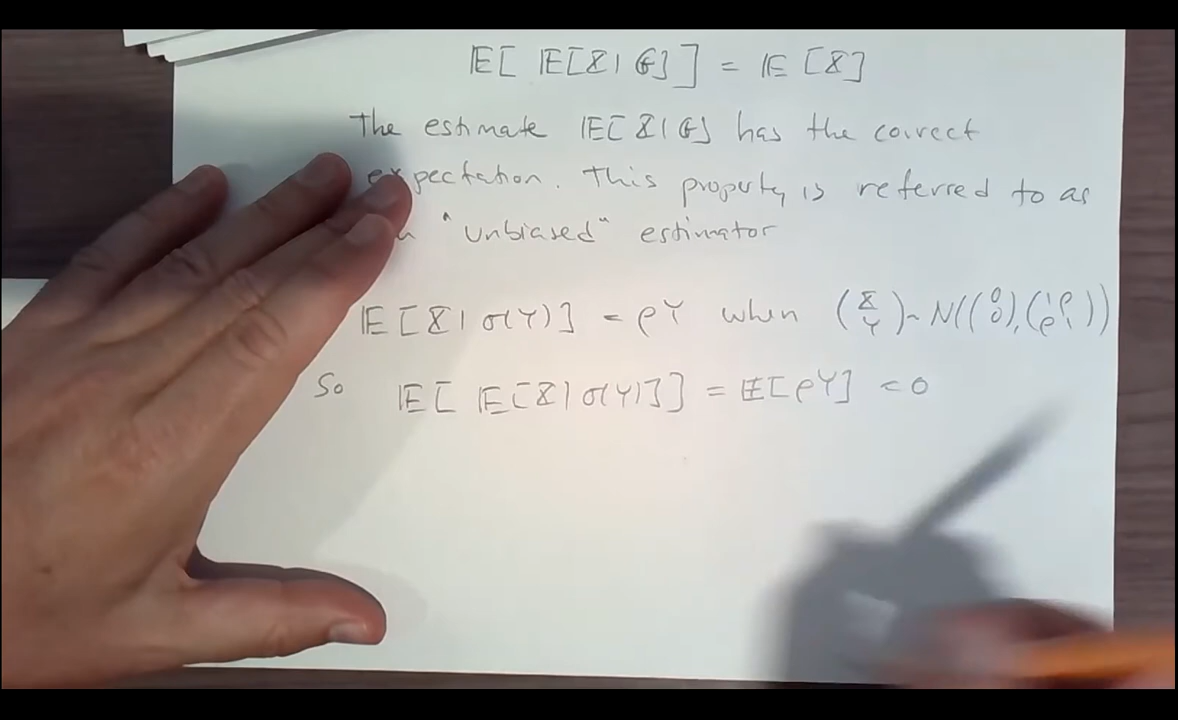 𝔼[ 𝔼[X | G] ] = 𝔼 [X]
The estimate 𝔼[X | G] has the correct
expectation. This property is referred to as
"unbiased" estimator
𝔼 [X | σ(Y)] = ρY when (X Y) ~ N((0 0), (1 ρ ρ 1))
So 𝔼[ 𝔼[X | σ(Y)]] = 𝔼[ρY] = 0